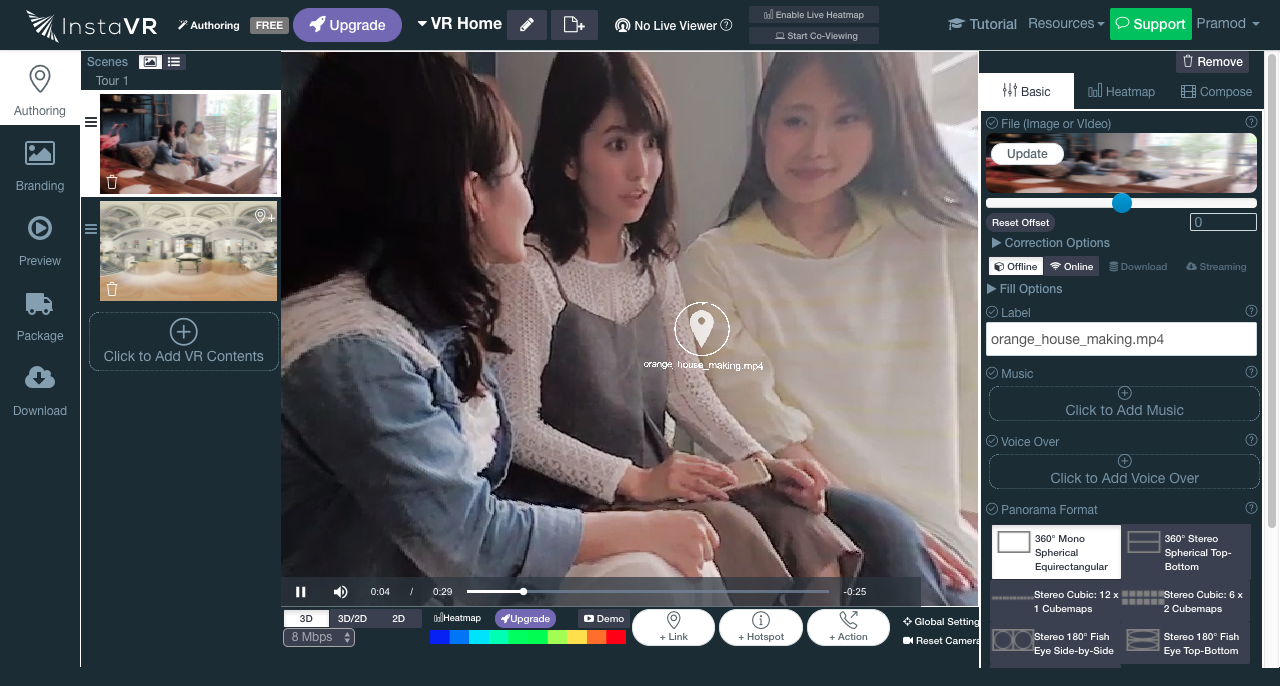 InstaVR
Authoring
FREE
Upgrade
VR Home
No Live Viewer
Enable Live Heatmap
Start Co-Viewing
Tutorial
Resources
Support
Pramod
Authoring
Branding
Preview
Package
Download
Scenes
Tour 1
Click to Add VR Contents
orange_house_making.mp4
0:04
/
0:29
-0:25
3D
3D/2D
2D
Heatmap
Upgrade
Demo
8 Mbps
+ Link
+ Hotspot
+ Action
Global Setting
Reset Camera
Remove
Basic
Heatmap
Compose
File (Image or VIdeo)
Update
Reset Offset
0
Correction Options
Offline
Online
Download
Streaming
Fill Options
Label
orange_house_making.mp4
Music
Click to Add Music
Voice Over
Click to Add Voice Over
Panorama Format
360° Mono
Spherical
Equirectangular
360° Stereo
Spherical Top-
Bottom
Stereo Cubic: 12 x
1 Cubemaps
Stereo Cubic: 6 x
2 Cubemaps
Stereo 180° Fish
Eye Side-by-Side
Stereo 180° Fish
Eye Top-Bottom